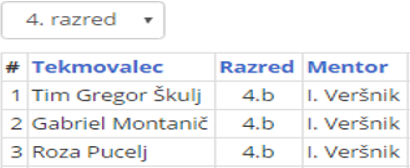 4. razred
# Tekmovalec Razred Mentor
1 Tim Gregor Škulj 4.b I. Veršnik
2 Gabriel Montanič 4.b I. Veršnik
3 Roza Pucelj 4.b I. Veršnik